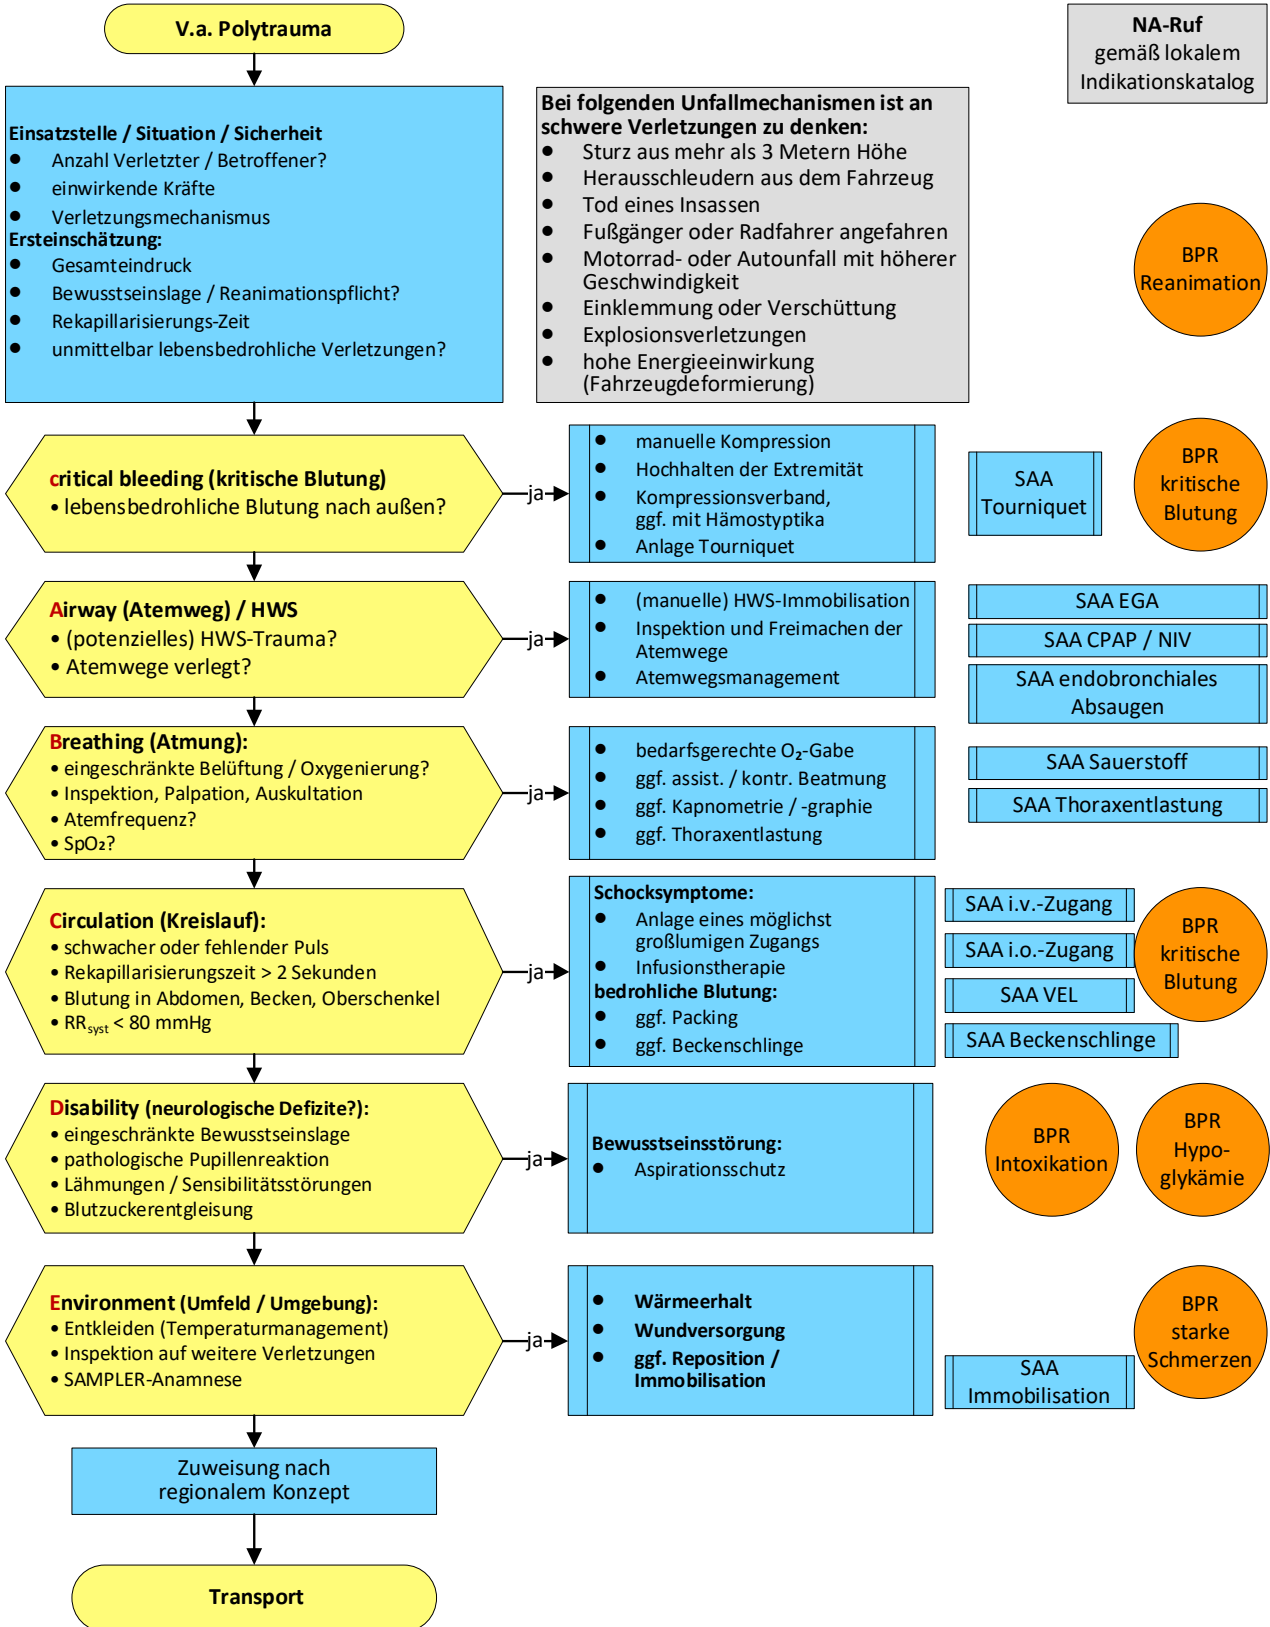 V.a. Polytrauma
NA-Ruf
gemäß lokalem
Indikationskatalog
Einsatzstelle / Situation / Sicherheit
● Anzahl Verletzter / Betroffener?
● einwirkende Kräfte
● Verletzungsmechanismus
Ersteinschätzung:
● Gesamteindruck
● Bewusstseinslage / Reanimationspflicht?
● Rekapillarisierungs-Zeit
● unmittelbar lebensbedrohliche Verletzungen?
Bei folgenden Unfallmechanismen ist an
schwere Verletzungen zu denken:
● Sturz aus mehr als 3 Metern Höhe
● Herausschleudern aus dem Fahrzeug
● Tod eines Insassen
● Fußgänger oder Radfahrer angefahren
● Motorrad- oder Autounfall mit höherer
Geschwindigkeit
● Einklemmung oder Verschüttung
● Explosionsverletzungen
● hohe Energieeinwirkung
(Fahrzeugdeformierung)
BPR
Reanimation
critical bleeding (kritische Blutung)
• lebensbedrohliche Blutung nach außen?
ja
● manuelle Kompression
● Hochhalten der Extremität
● Kompressionsverband,
ggf. mit Hämostyptika
● Anlage Tourniquet
SAA
Tourniquet
BPR
kritische
Blutung
Airway (Atemweg) / HWS
• (potenzielles) HWS-Trauma?
• Atemwege verlegt?
ja
● (manuelle) HWS-Immobilisation
● Inspektion und Freimachen der
Atemwege
● Atemwegsmanagement
SAA EGA
SAA CPAP / NIV
SAA endobronchiales
Absaugen
Breathing (Atmung):
• eingeschränkte Belüftung / Oxygenierung?
• Inspektion, Palpation, Auskultation
• Atemfrequenz?
• SpO₂?
ja
● bedarfsgerechte O₂-Gabe
● ggf. assist. / kontr. Beatmung
● ggf. Kapnometrie / -graphie
● ggf. Thoraxentlastung
SAA Sauerstoff
SAA Thoraxentlastung
Circulation (Kreislauf):
• schwacher oder fehlender Puls
• Rekapillarisierungszeit > 2 Sekunden
• Blutung in Abdomen, Becken, Oberschenkel
• RRsyst < 80 mmHg
ja
Schocksymptome:
● Anlage eines möglichst
großlumigen Zugangs
● Infusionstherapie
bedrohliche Blutung:
● ggf. Packing
● ggf. Beckenschlinge
SAA i.v.-Zugang
SAA i.o.-Zugang
SAA VEL
SAA Beckenschlinge
BPR
kritische
Blutung
Disability (neurologische Defizite?):
• eingeschränkte Bewusstseinslage
• pathologische Pupillenreaktion
• Lähmungen / Sensibilitätsstörungen
• Blutzuckerentgleisung
ja
Bewusstseinsstörung:
● Aspirationsschutz
BPR
Intoxikation
BPR
Hypo-
glykämie
Environment (Umfeld / Umgebung):
• Entkleiden (Temperaturmanagement)
• Inspektion auf weitere Verletzungen
• SAMPLER-Anamnese
ja
● Wärmeerhalt
● Wundversorgung
● ggf. Reposition /
Immobilisation
SAA
Immobilisation
BPR
starke
Schmerzen
Zuweisung nach
regionalem Konzept
Transport